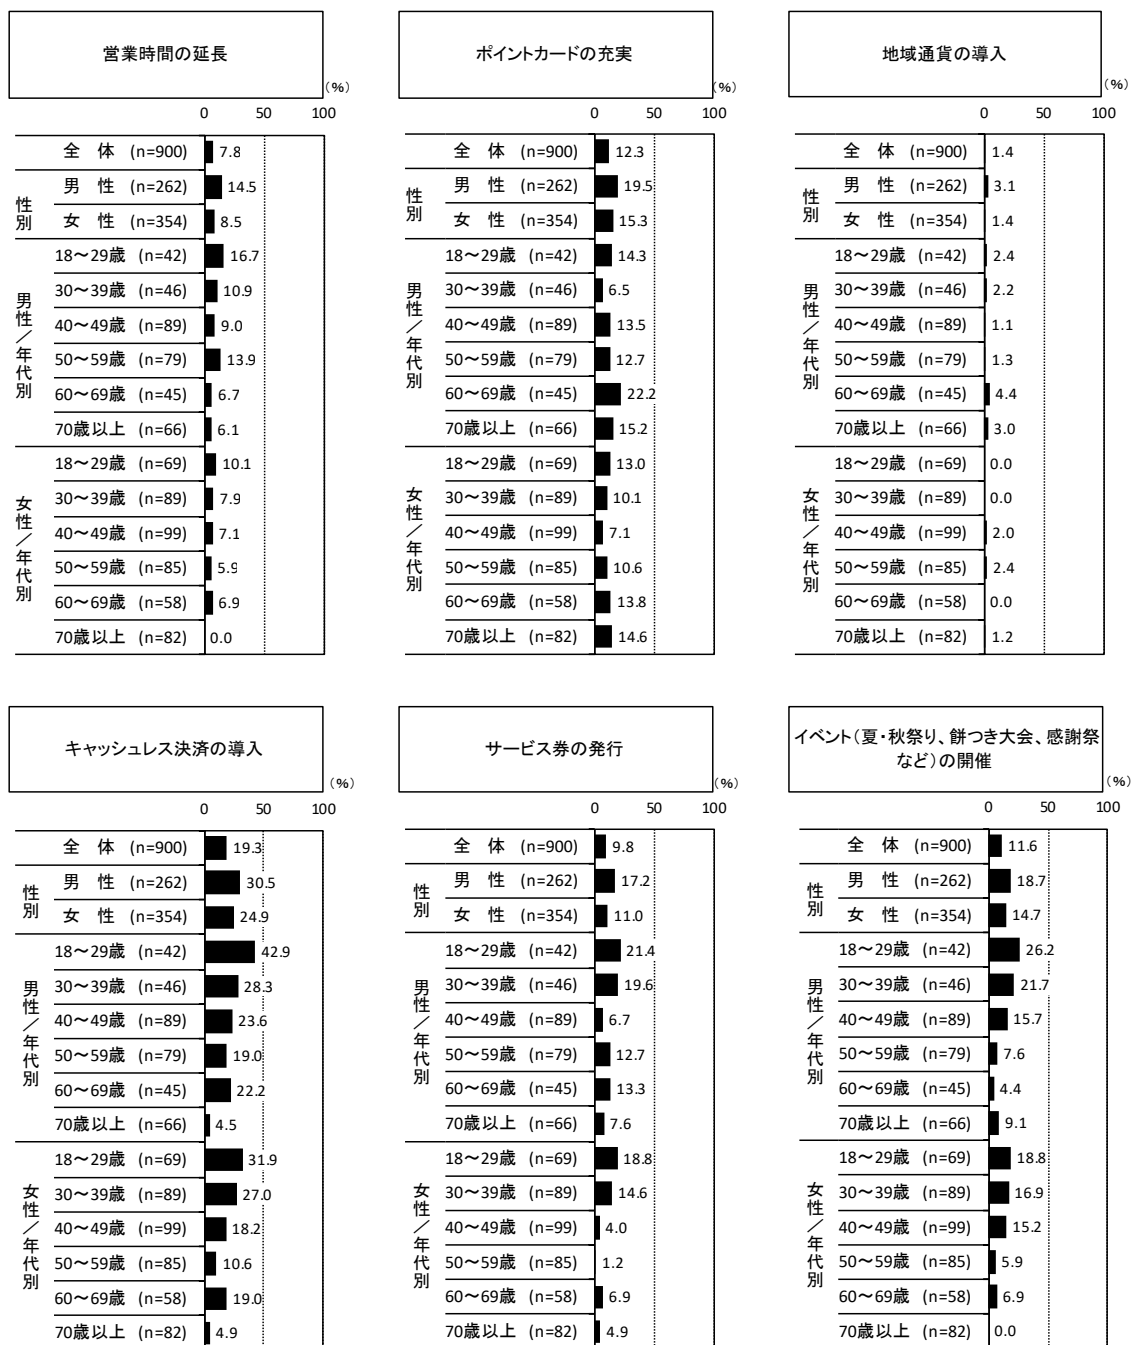 営業時間の延長
(%)
0 50 100
全 体 (n=900) 7.8
性別
男 性 (n=262) 14.5
女 性 (n=354) 8.5
男性/年代別
18~29歳 (n=42) 16.7
30~39歳 (n=46) 10.9
40~49歳 (n=89) 9.0
50~59歳 (n=79) 13.9
60~69歳 (n=45) 6.7
70歳以上 (n=66) 6.1
女性/年代別
18~29歳 (n=69) 10.1
30~39歳 (n=89) 7.9
40~49歳 (n=99) 7.1
50~59歳 (n=85) 5.9
60~69歳 (n=58) 6.9
70歳以上 (n=82) 0.0
ポイントカードの充実
(%)
0 50 100
全 体 (n=900) 12.3
性別
男 性 (n=262) 19.5
女 性 (n=354) 15.3
男性/年代別
18~29歳 (n=42) 14.3
30~39歳 (n=46) 6.5
40~49歳 (n=89) 13.5
50~59歳 (n=79) 12.7
60~69歳 (n=45) 22.2
70歳以上 (n=66) 15.2
女性/年代別
18~29歳 (n=69) 13.0
30~39歳 (n=89) 10.1
40~49歳 (n=99) 7.1
50~59歳 (n=85) 10.6
60~69歳 (n=58) 13.8
70歳以上 (n=82) 14.6
地域通貨の導入
(%)
0 50 100
全 体 (n=900) 1.4
性別
男 性 (n=262) 3.1
女 性 (n=354) 1.4
男性/年代別
18~29歳 (n=42) 2.4
30~39歳 (n=46) 2.2
40~49歳 (n=89) 1.1
50~59歳 (n=79) 1.3
60~69歳 (n=45) 4.4
70歳以上 (n=66) 3.0
女性/年代別
18~29歳 (n=69) 0.0
30~39歳 (n=89) 0.0
40~49歳 (n=99) 2.0
50~59歳 (n=85) 2.4
60~69歳 (n=58) 0.0
70歳以上 (n=82) 1.2
キャッシュレス決済の導入
(%)
0 50 100
全 体 (n=900) 19.3
性別
男 性 (n=262) 30.5
女 性 (n=354) 24.9
男性/年代別
18~29歳 (n=42) 42.9
30~39歳 (n=46) 28.3
40~49歳 (n=89) 23.6
50~59歳 (n=79) 19.0
60~69歳 (n=45) 22.2
70歳以上 (n=66) 4.5
女性/年代別
18~29歳 (n=69) 31.9
30~39歳 (n=89) 27.0
40~49歳 (n=99) 18.2
50~59歳 (n=85) 10.6
60~69歳 (n=58) 19.0
70歳以上 (n=82) 4.9
サービス券の発行
(%)
0 50 100
全 体 (n=900) 9.8
性別
男 性 (n=262) 17.2
女 性 (n=354) 11.0
男性/年代別
18~29歳 (n=42) 21.4
30~39歳 (n=46) 19.6
40~49歳 (n=89) 6.7
50~59歳 (n=79) 12.7
60~69歳 (n=45) 13.3
70歳以上 (n=66) 7.6
女性/年代別
18~29歳 (n=69) 18.8
30~39歳 (n=89) 14.6
40~49歳 (n=99) 4.0
50~59歳 (n=85) 1.2
60~69歳 (n=58) 6.9
70歳以上 (n=82) 4.9
イベント(夏・秋祭り、餅つき大会、感謝祭
など)の開催
(%)
0 50 100
全 体 (n=900) 11.6
性別
男 性 (n=262) 18.7
女 性 (n=354) 14.7
男性/年代別
18~29歳 (n=42) 26.2
30~39歳 (n=46) 21.7
40~49歳 (n=89) 15.7
50~59歳 (n=79) 7.6
60~69歳 (n=45) 4.4
70歳以上 (n=66) 9.1
女性/年代別
18~29歳 (n=69) 18.8
30~39歳 (n=89) 16.9
40~49歳 (n=99) 15.2
50~59歳 (n=85) 5.9
60~69歳 (n=58) 6.9
70歳以上 (n=82) 0.0